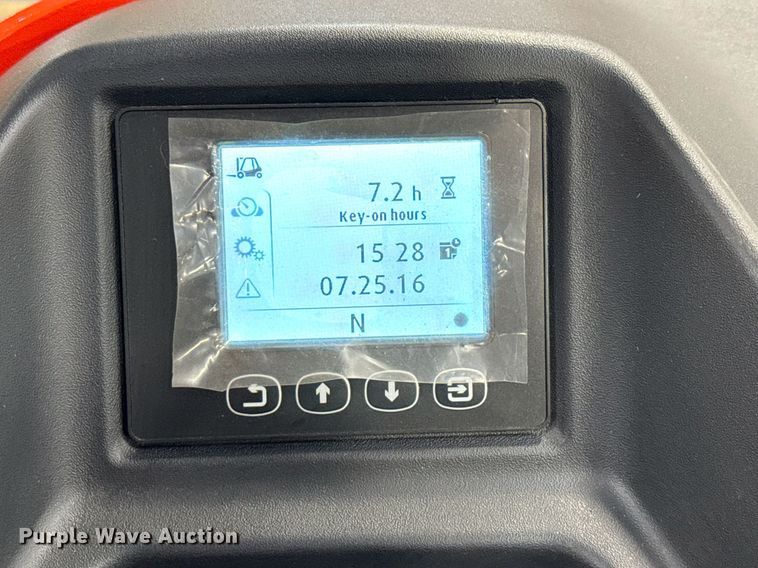 7.2 h
Key-on hours
15 28
07.25.16
N
Purple Wave Auction®